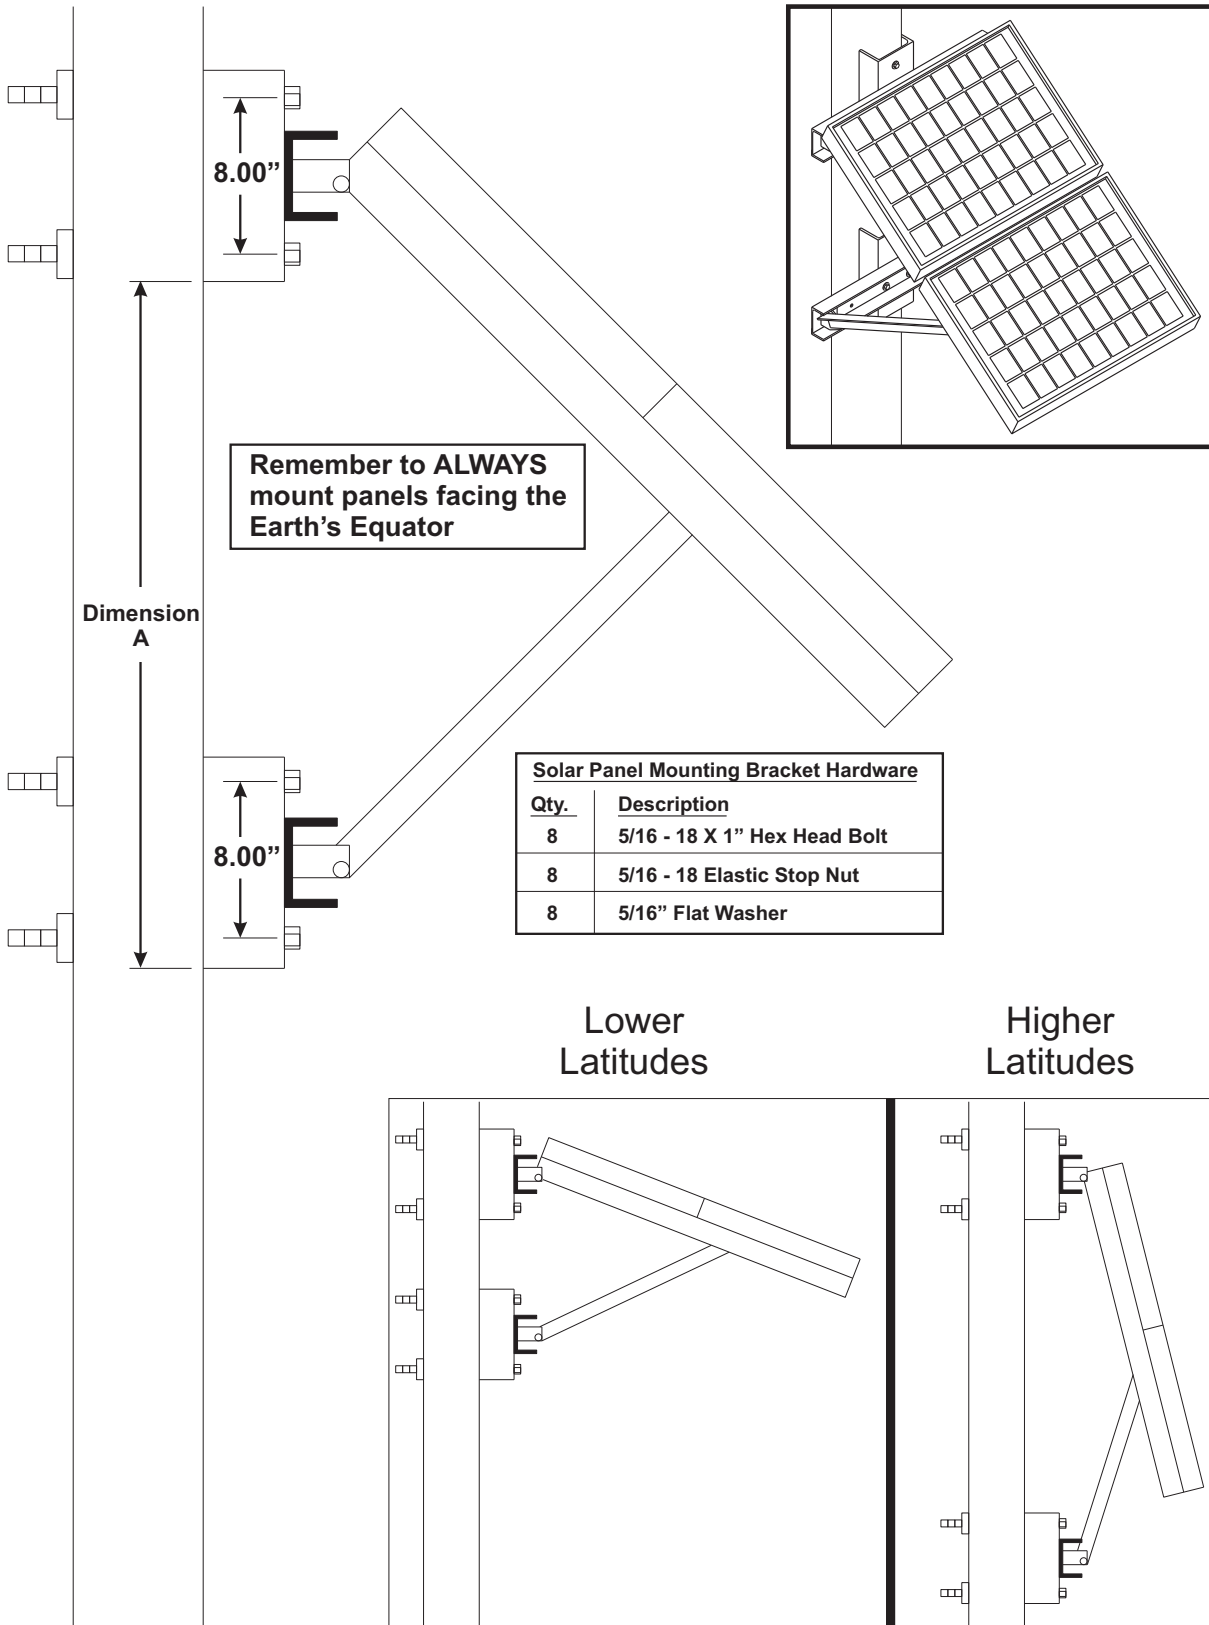 8.00”
Remember to ALWAYS
mount panels facing the
Earth’s Equator
Dimension
A
8.00”
Solar Panel Mounting Bracket Hardware
Qty. Description
8 5/16 - 18 X 1” Hex Head Bolt
8 5/16 - 18 Elastic Stop Nut
8 5/16” Flat Washer
Lower
Latitudes
Higher
Latitudes